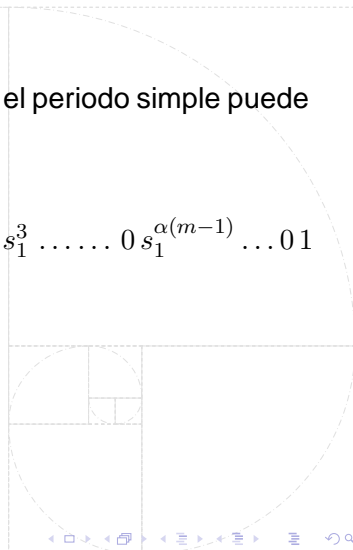 el periodo simple puede
s_1^3 ...... 0 s_1^{α(m−1)} ... 0 1